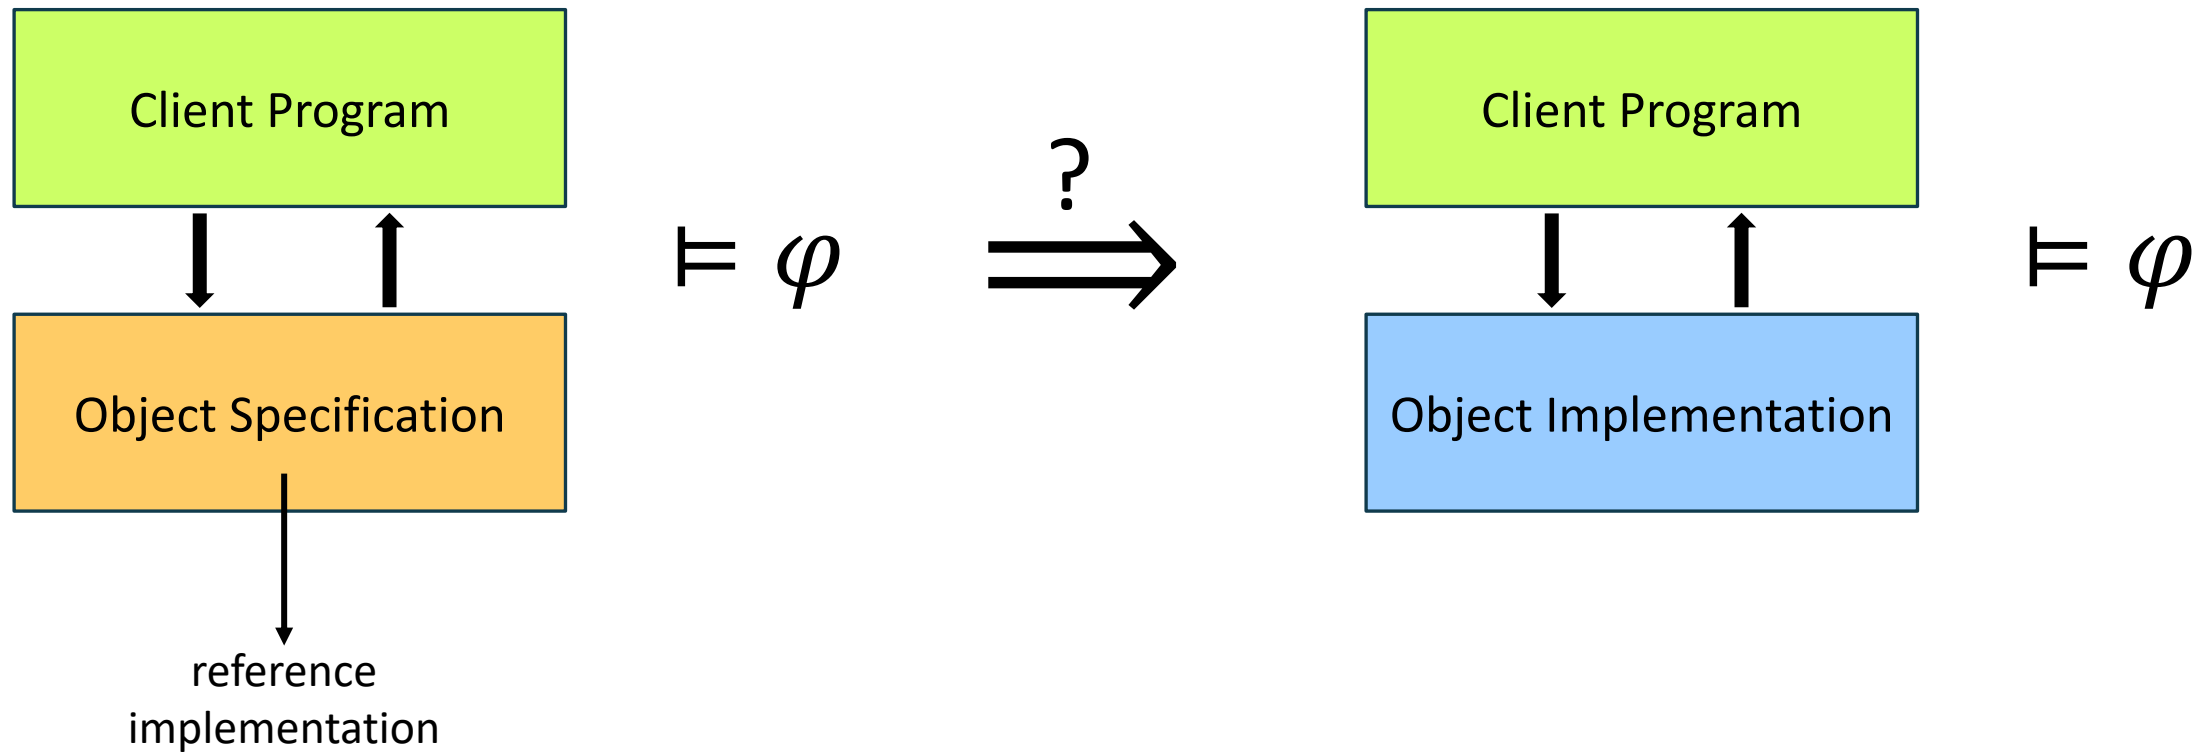 Client Program
Object Specification
reference
implementation
⊨ φ
?
⟹
Client Program
Object Implementation
⊨ φ